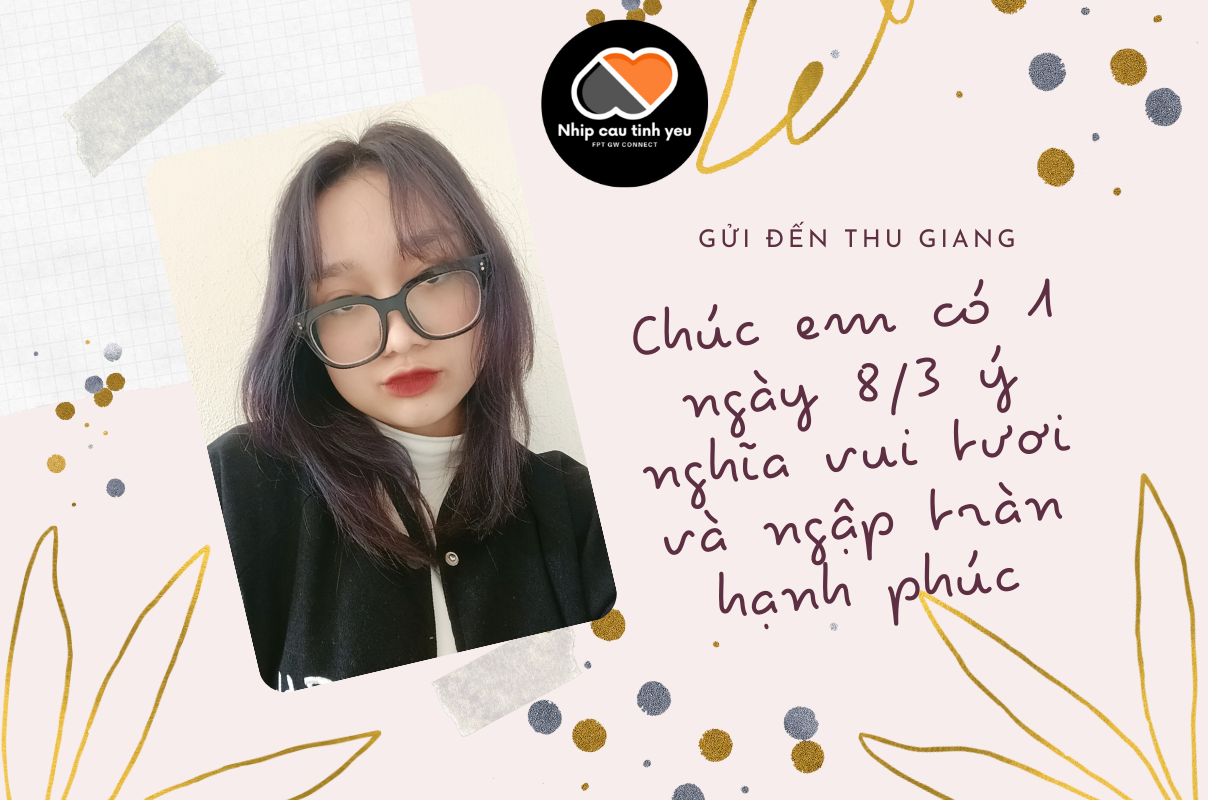 Nhip cau tinh yeu
FPT GW CONNECT
GỬI ĐẾN THU GIANG
Chúc em có 1
ngày 8/3 ý
nghĩa vui tươi
và ngập tràn
hạnh phúc